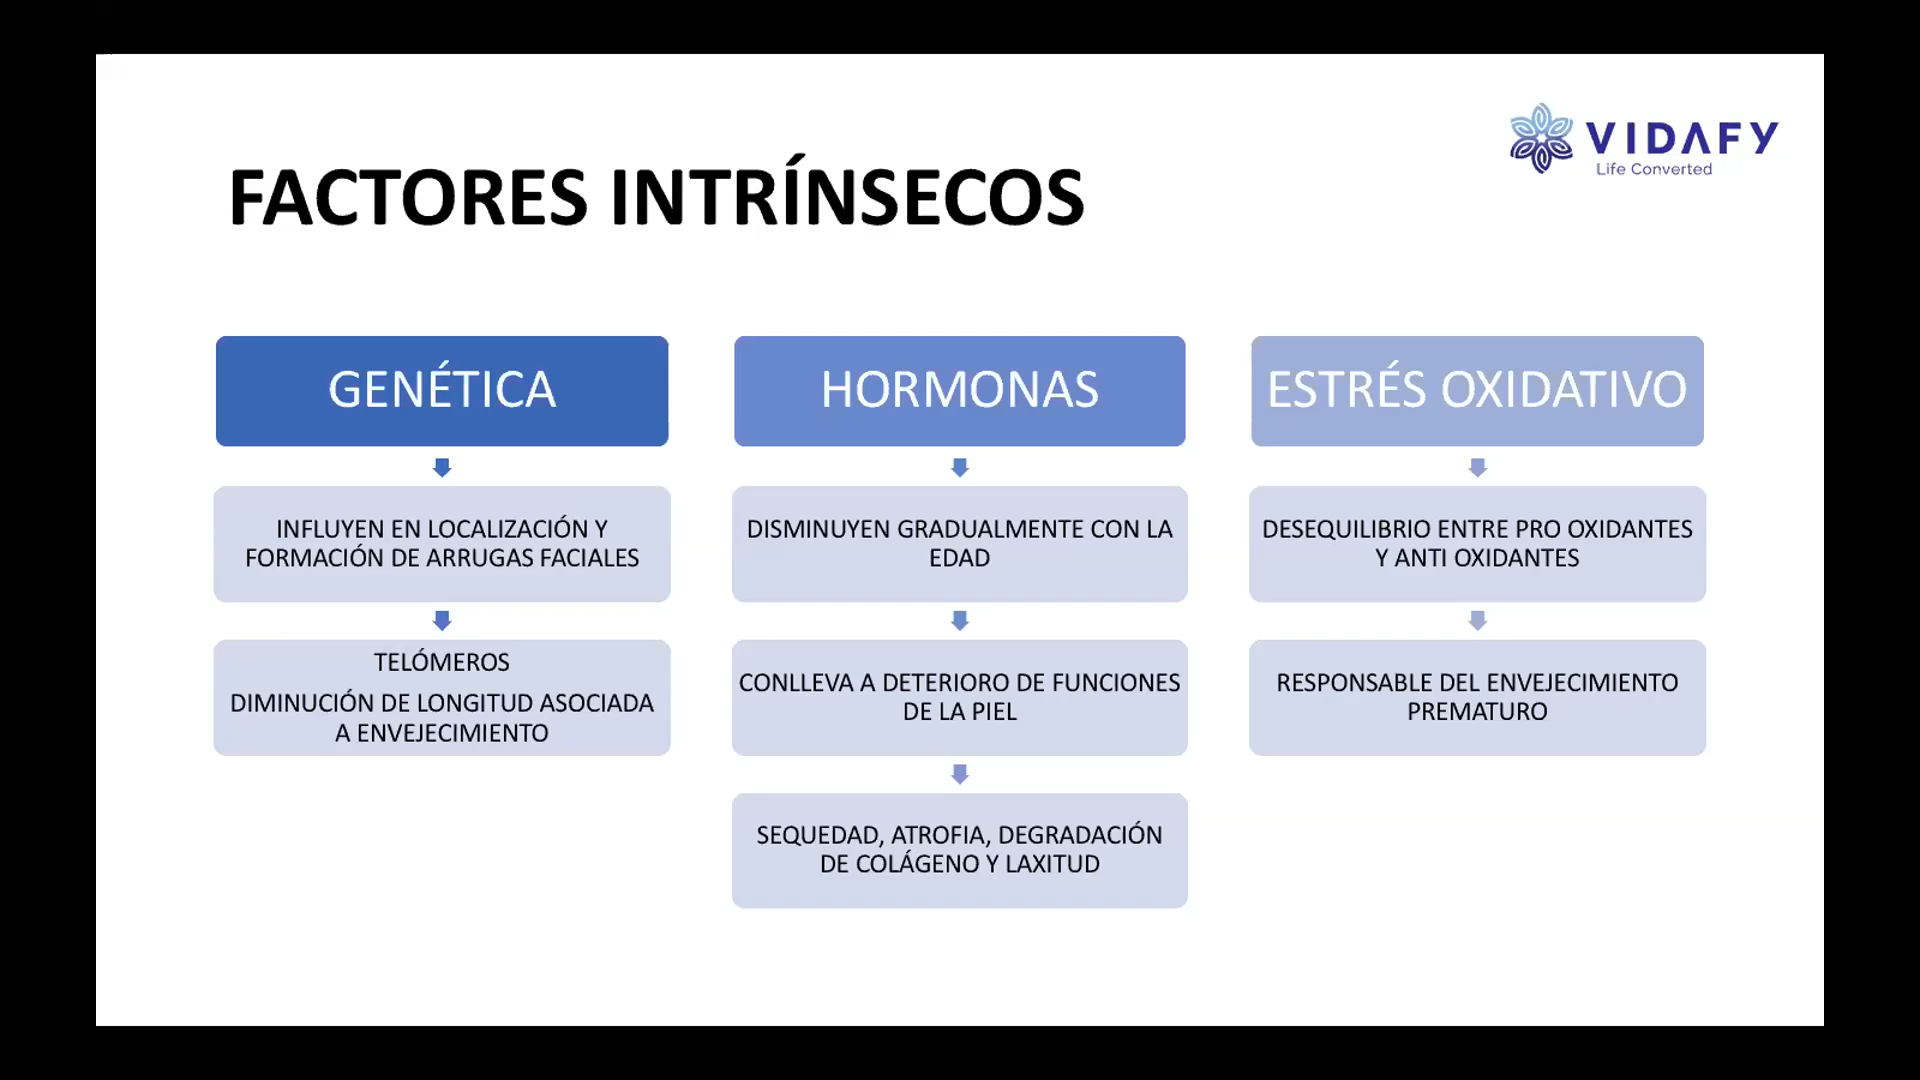 VIDAFY
Life Converted
FACTORES INTRÍNSECOS
GENÉTICA
INFLUYEN EN LOCALIZACIÓN Y
FORMACIÓN DE ARRUGAS FACIALES
TELÓMEROS
DIMINUCIÓN DE LONGITUD ASOCIADA
A ENVEJECIMIENTO
HORMONAS
DISMINUYEN GRADUALMENTE CON LA
EDAD
CONLLEVA A DETERIORO DE FUNCIONES
DE LA PIEL
SEQUEDAD, ATROFIA, DEGRADACIÓN
DE COLÁGENO Y LAXITUD
ESTRÉS OXIDATIVO
DESEQUILIBRIO ENTRE PRO OXIDANTES
Y ANTI OXIDANTES
RESPONSABLE DEL ENVEJECIMIENTO
PREMATURO